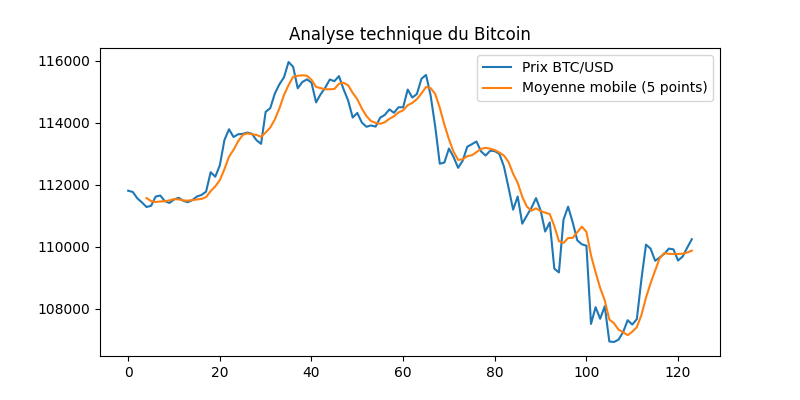 Analyse technique du Bitcoin
Prix BTC/USD
Moyenne mobile (5 points)
116000
114000
112000
110000
108000
0 20 40 60 80 100 120